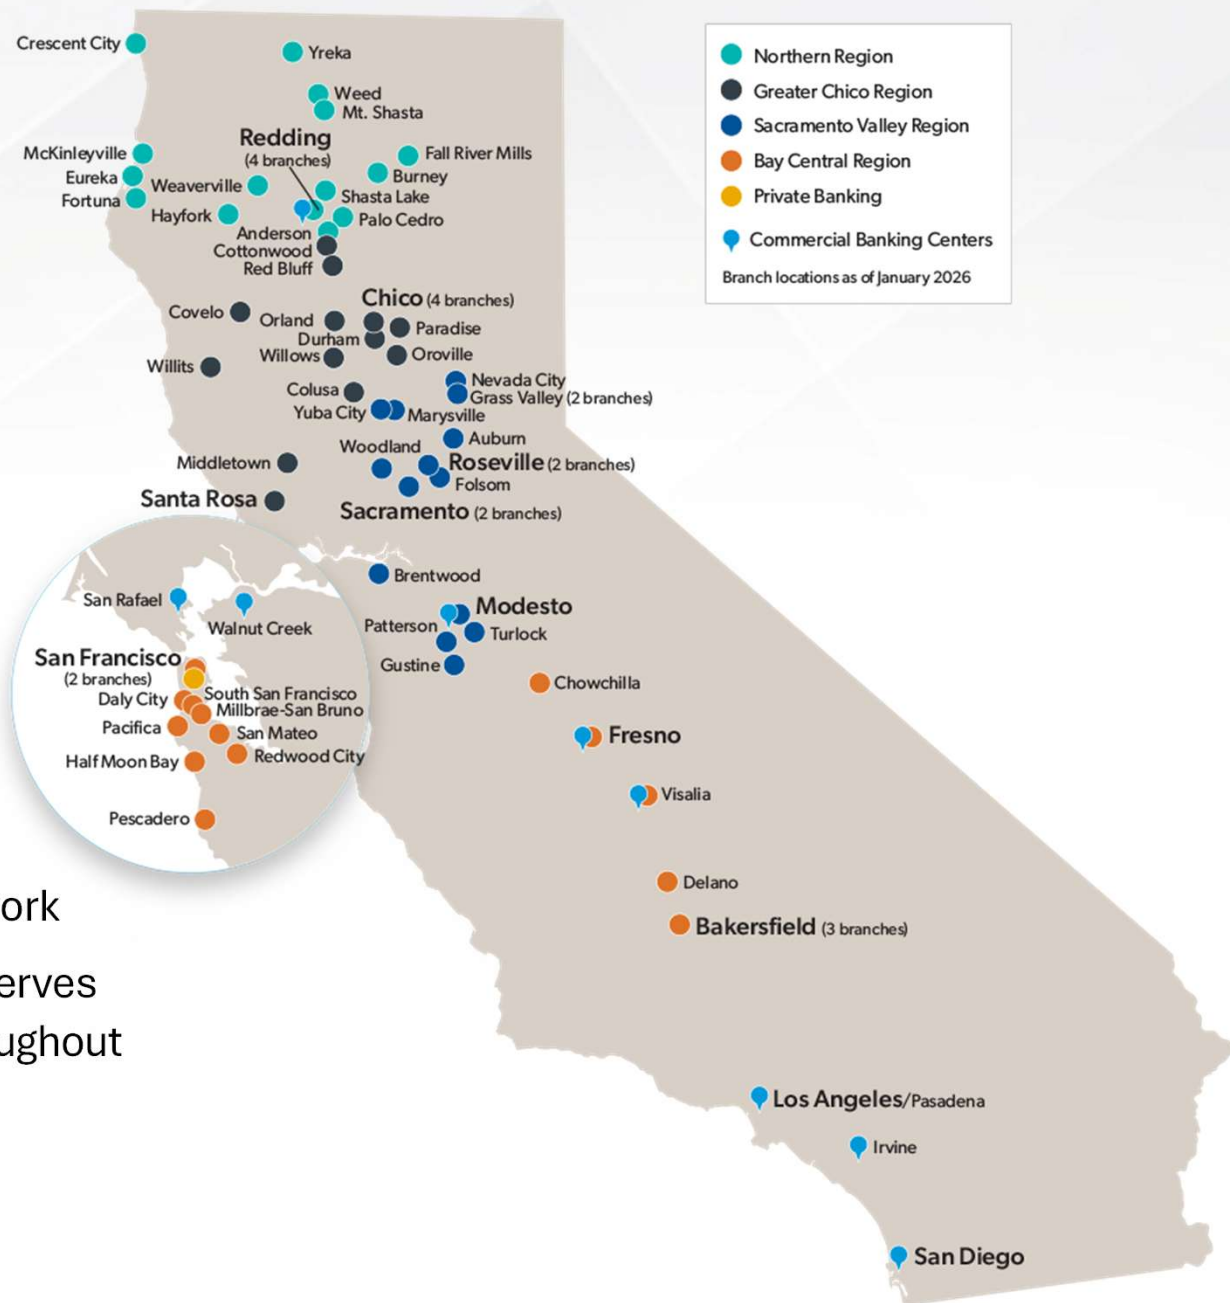 Crescent City
Yreka
Weed
Mt. Shasta
Redding
(4 branches)
McKinleyville
Fall River Mills
Eureka
Burney
Weaverville
Fortuna
Shasta Lake
Hayfork
Palo Cedro
Anderson
Cottonwood
Red Bluff
Chico (4 branches)
Covelo
Orland
Paradise
Durham
Willows
Oroville
Willits
Nevada City
Colusa
Grass Valley (2 branches)
Yuba City
Marysville
Auburn
Woodland
Middletown
Roseville (2 branches)
Folsom
Santa Rosa
Sacramento (2 branches)
Brentwood
San Rafael
Walnut Creek
Modesto
Patterson
Turlock
Gustine
San Francisco
(2 branches)
Chowchilla
South San Francisco
Daly City
Millbrae-San Bruno
Pacifica
San Mateo
Fresno
Redwood City
Half Moon Bay
Visalia
Pescadero
Delano
Bakersfield (3 branches)
Los Angeles/Pasadena
Irvine
San Diego
Northern Region
Greater Chico Region
Sacramento Valley Region
Bay Central Region
Private Banking
Commercial Banking Centers
Branch locations as of January 2026
ork
erves
ughout